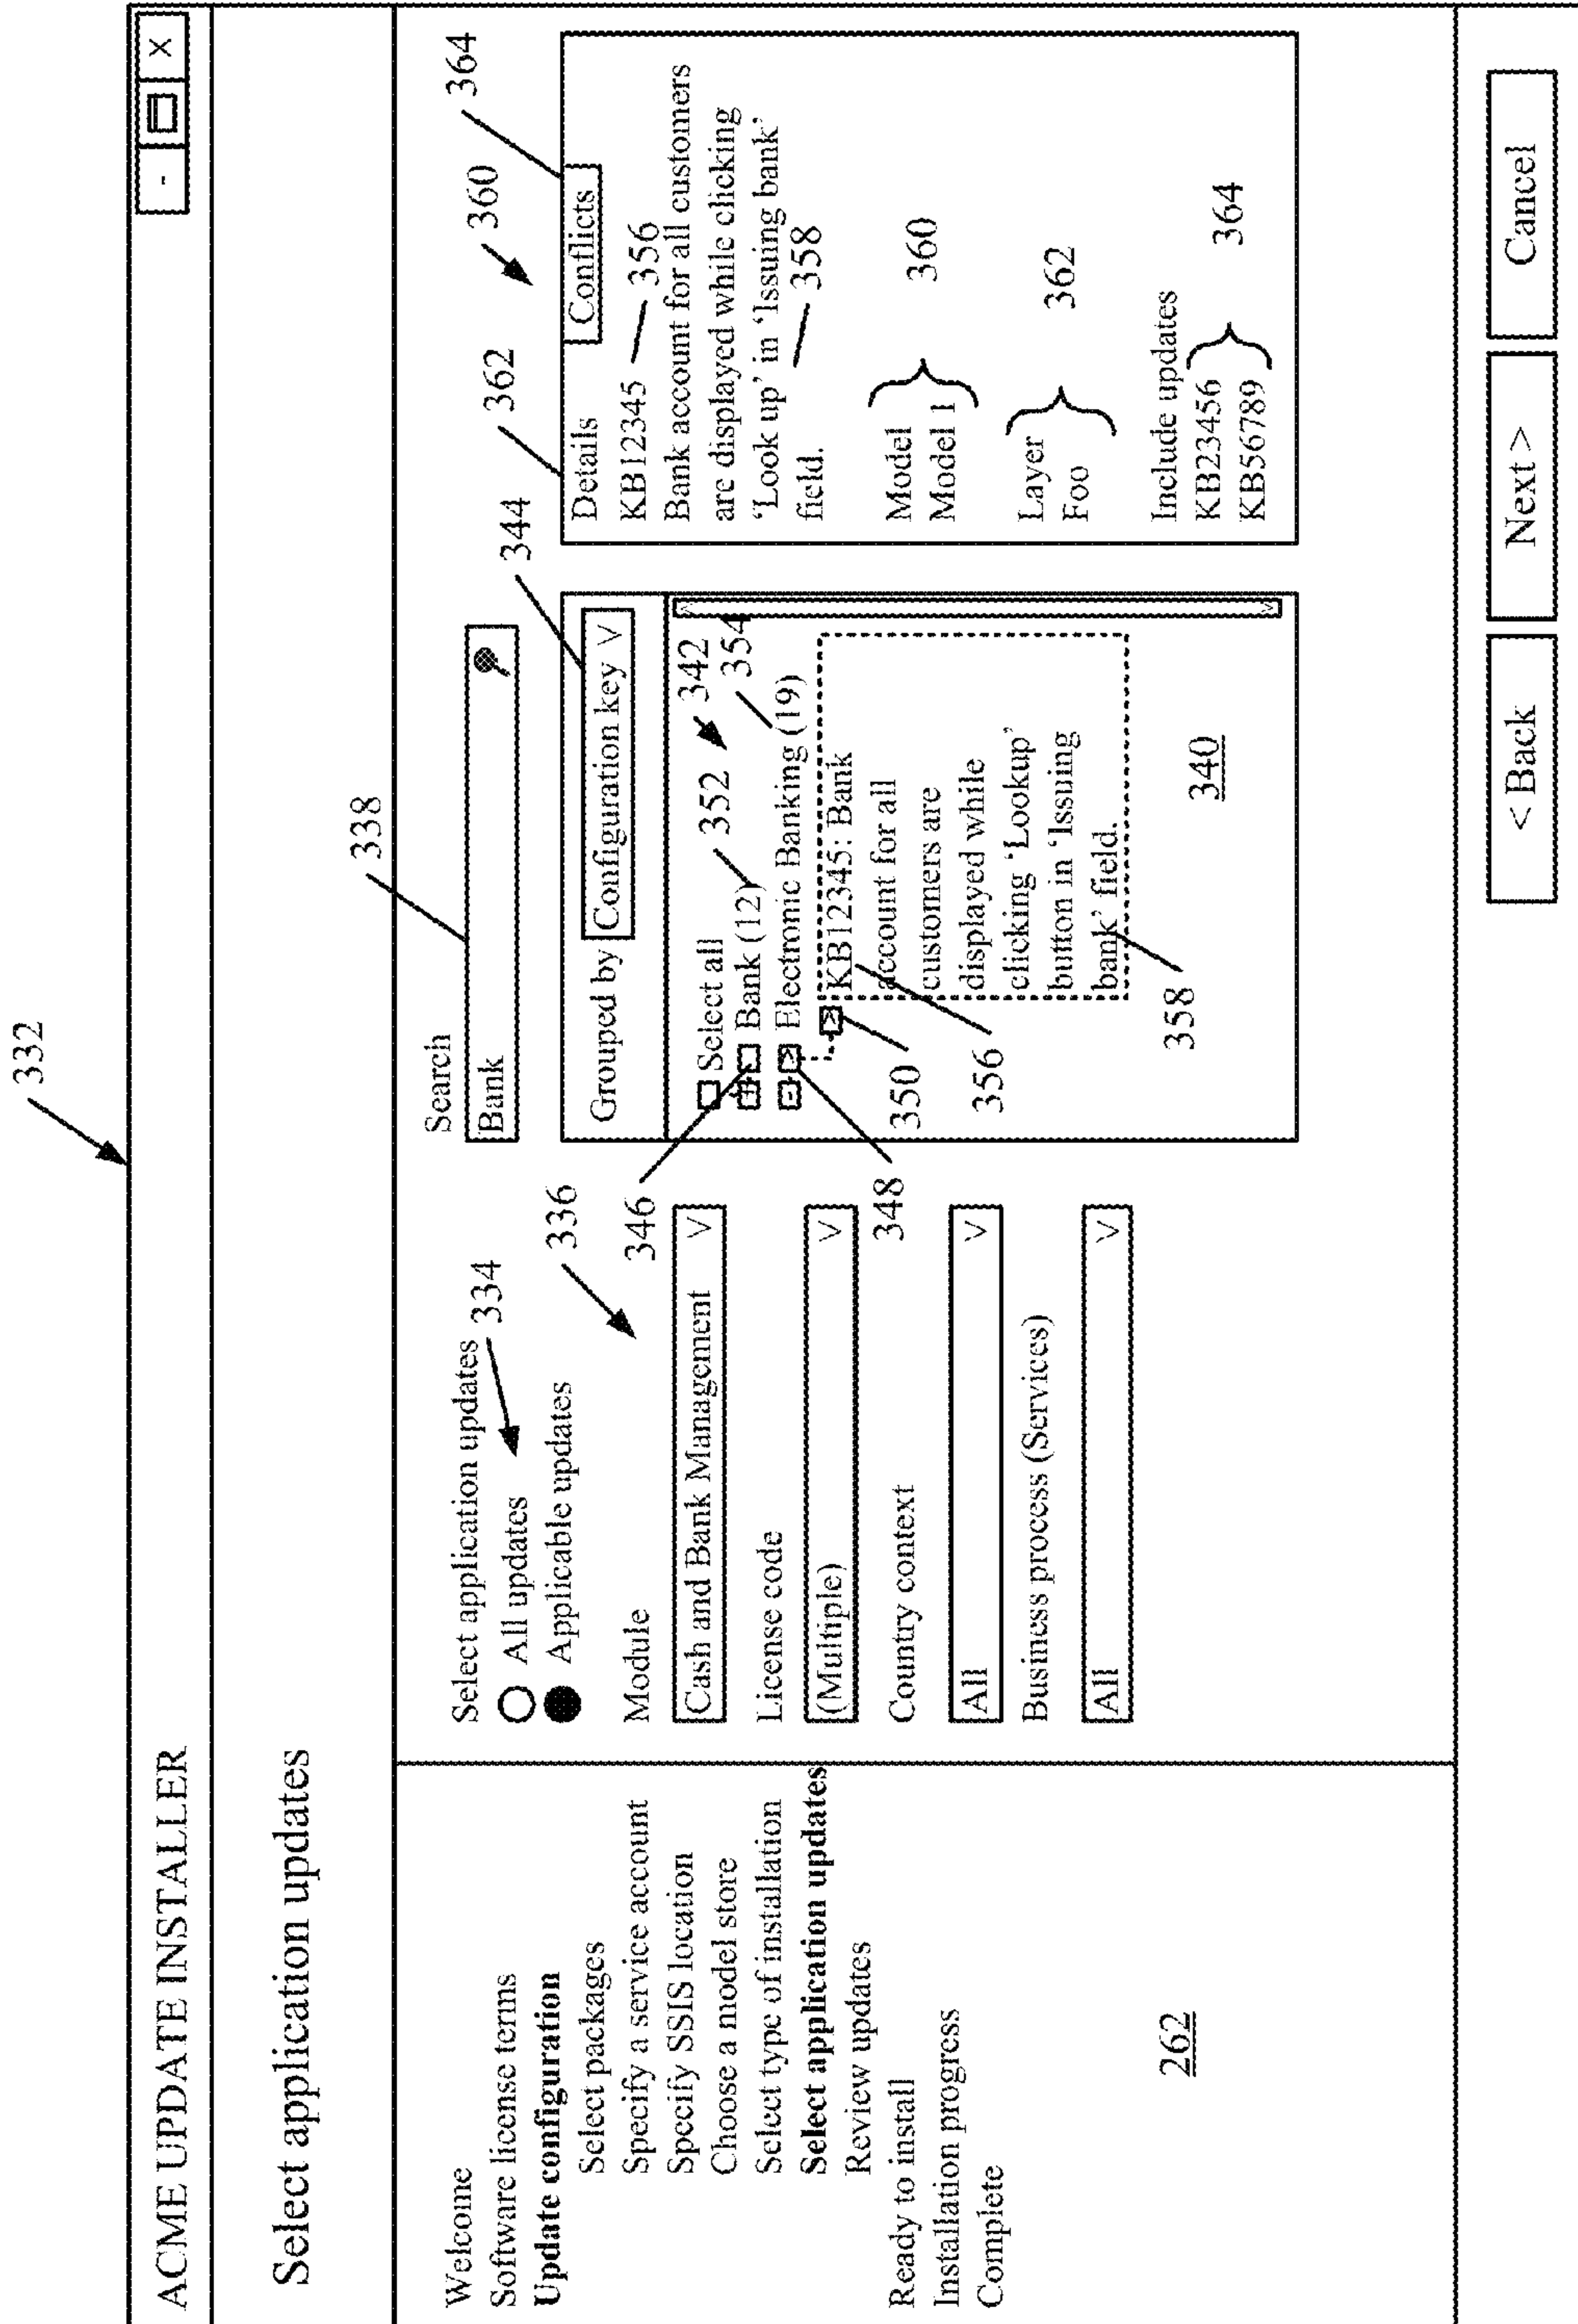 332
ACME UPDATE INSTALLER
- X
Select application updates
Welcome
Software license terms
Update configuration
Select packages
Specify a service account
Specify SSIS location
Choose a model store
Select type of installation
Select application updates
Review updates
Ready to install
Installation progress
Complete
262
Select application updates
334
All updates
Applicable updates
336
Module
Cash and Bank Management V
License code
(Multiple) V
Country context
All V
Business process (Services)
All V
338
Search
Bank
344
Grouped by Configuration key V
342
Select all
352
346
Bank (12)
354
348
Electronic Banking (19)
350
KB12345: Bank
account for all
customers are
displayed while
clicking ‘Lookup’
button in ‘Issuing
bank’ field.
356
358
340
362
360
364
Details Conflicts
KB12345 356
Bank account for all customers
are displayed while clicking
‘Look up’ in ‘Issuing bank’
field. 358
Model
Model 1
360
Layer
Foo
362
Include updates
KB23456
KB56789
364
< Back Next > Cancel